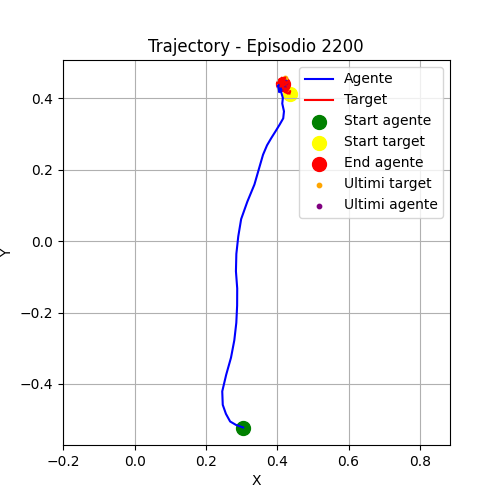 Trajectory - Episodio 2200
Agente
Target
Start agente
Start target
End agente
Ultimi target
Ultimi agente
Y
0.4
0.2
0.0
−0.2
−0.4
−0.2
0.0
0.2
0.4
0.6
0.8
X